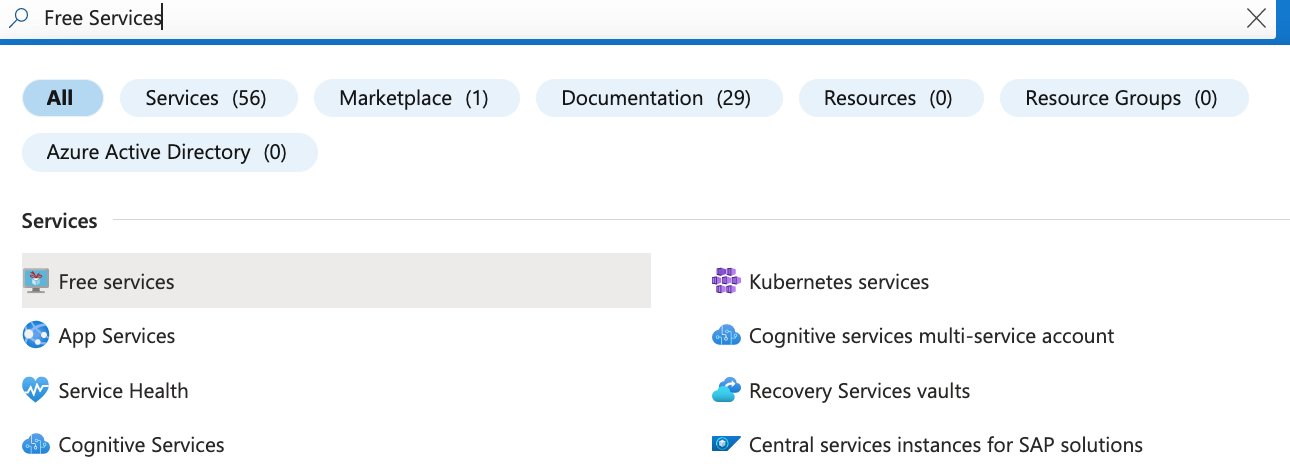 Free Services
All Services (56) Marketplace (1) Documentation (29) Resources (0) Resource Groups (0)
Azure Active Directory (0)
Services
Free services
App Services
Service Health
Cognitive Services
Kubernetes services
Cognitive services multi-service account
Recovery Services vaults
Central services instances for SAP solutions